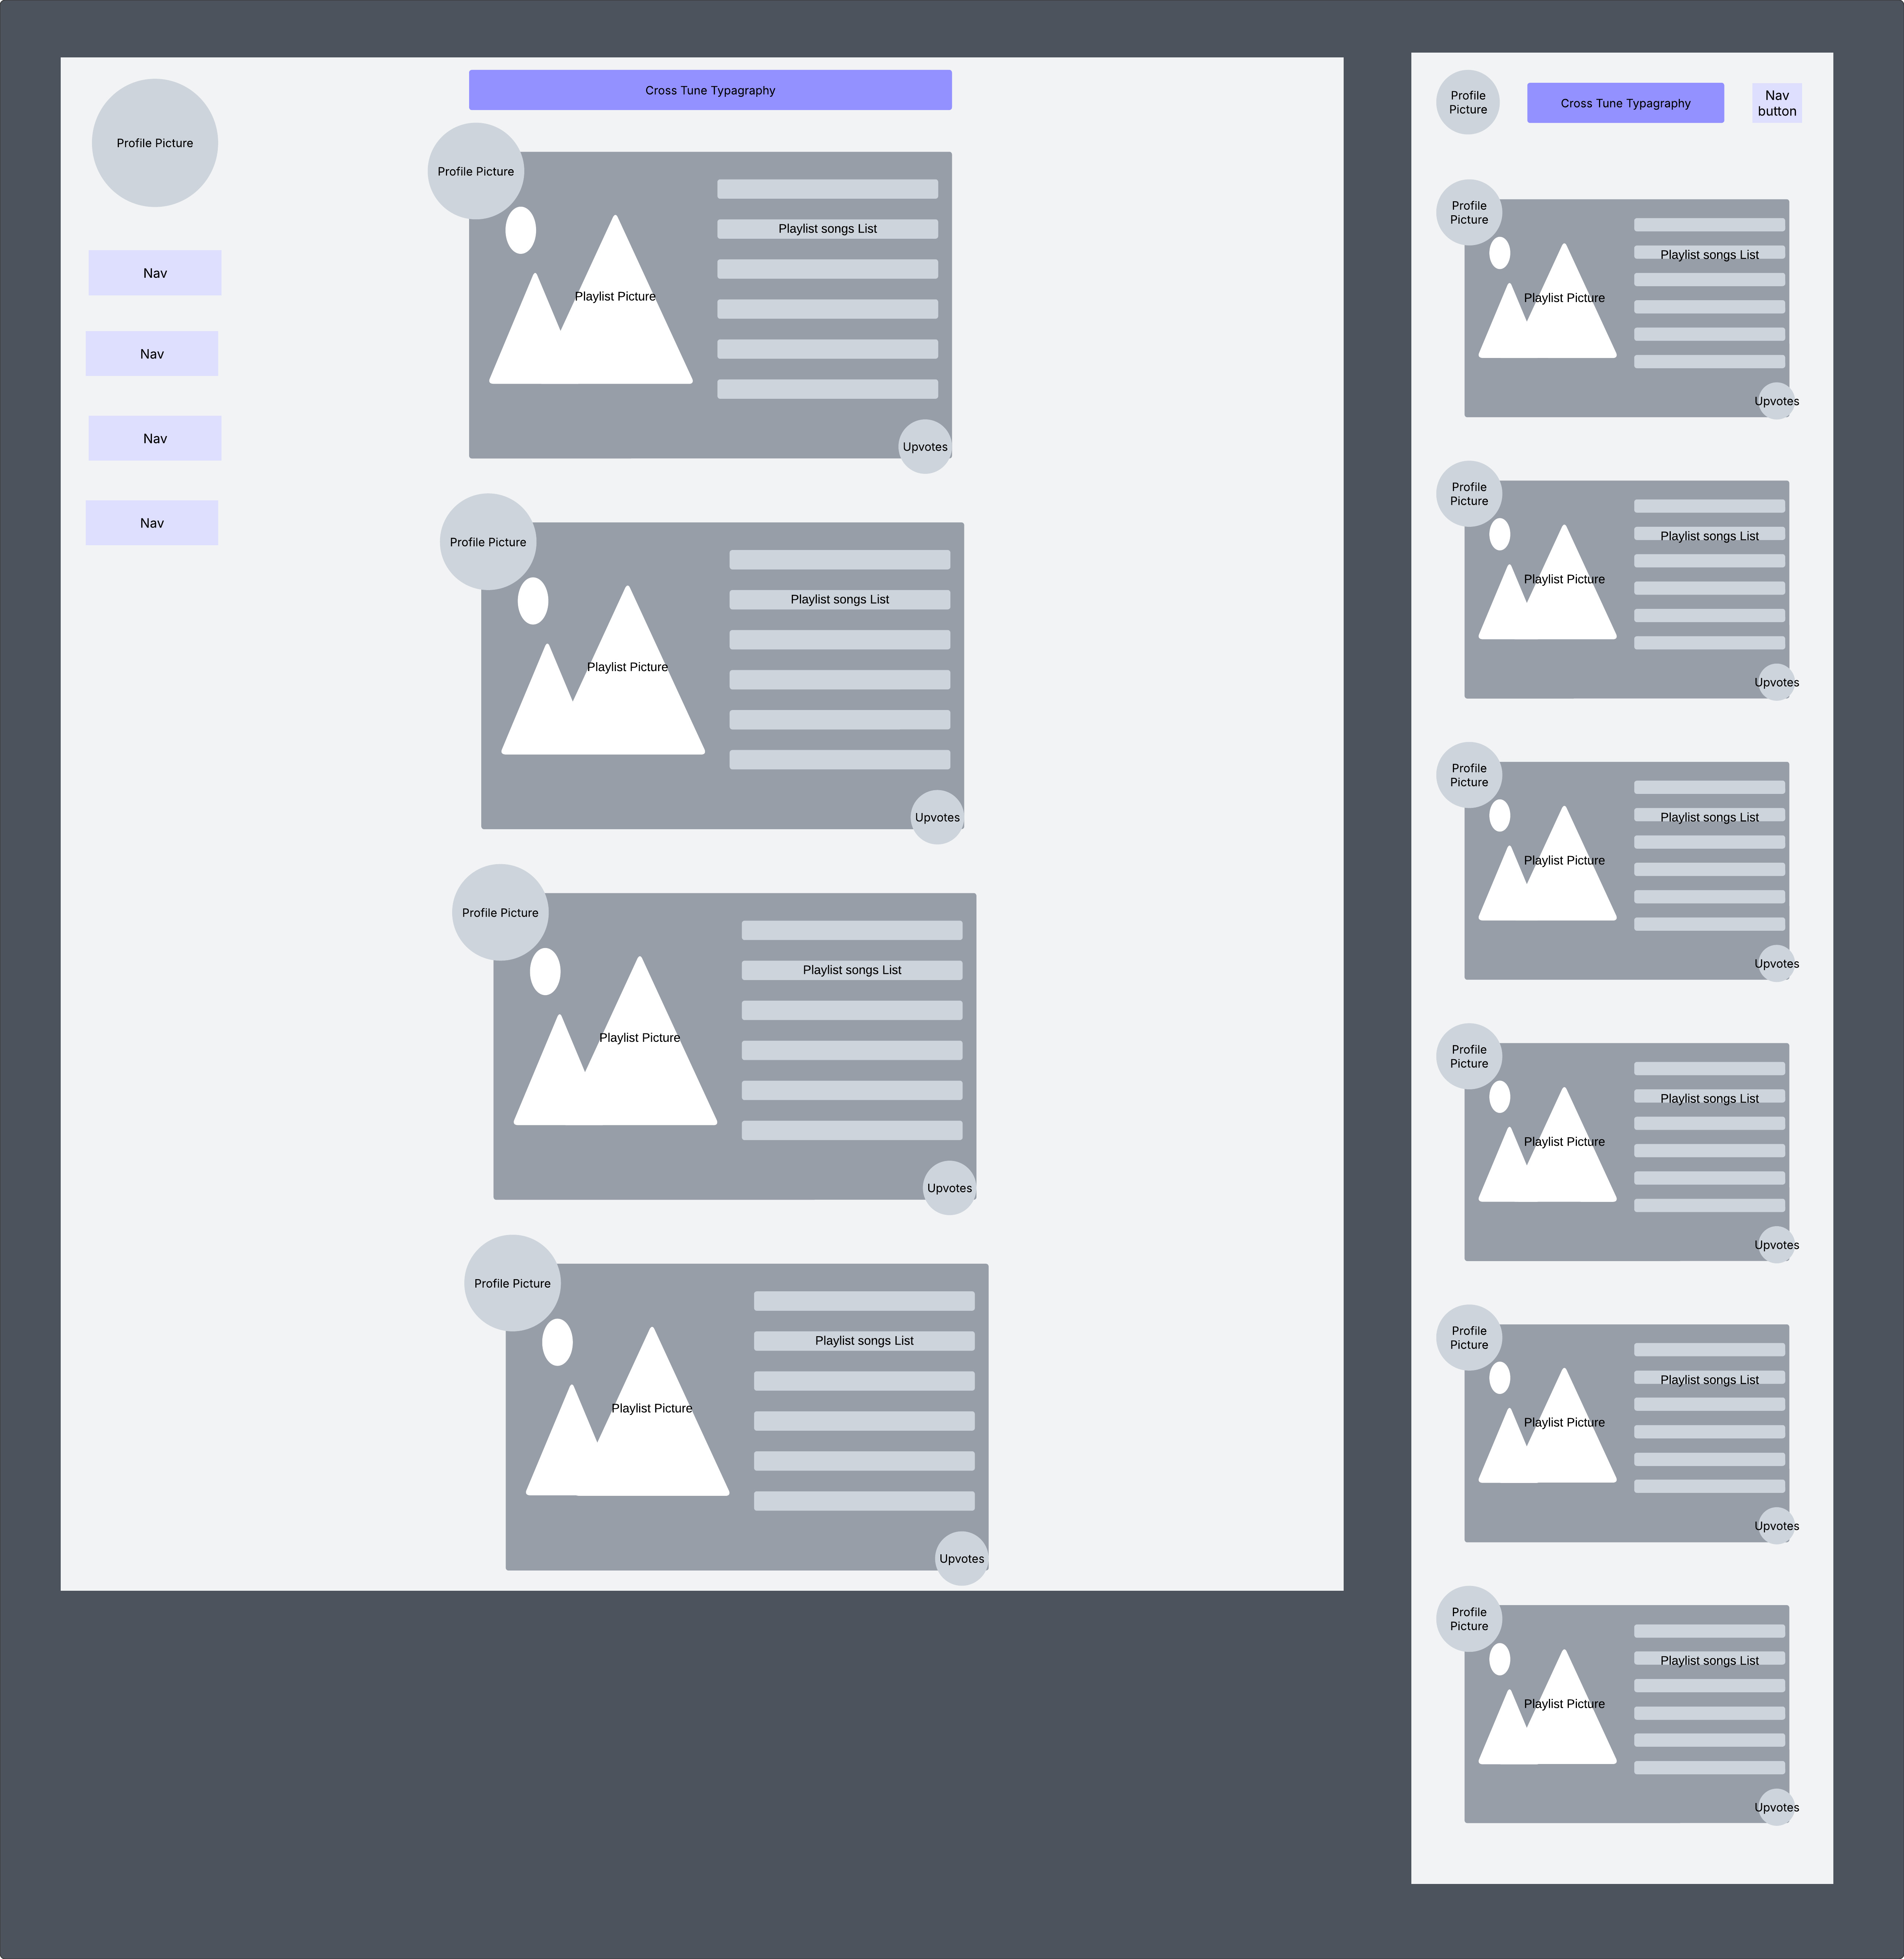 Profile Picture
Nav
Nav
Nav
Nav
Cross Tune Typagraphy
Profile Picture
Playlist songs List
Playlist Picture
Upvotes
Profile Picture
Playlist songs List
Playlist Picture
Upvotes
Profile Picture
Playlist songs List
Playlist Picture
Upvotes
Profile Picture
Playlist songs List
Playlist Picture
Upvotes
Profile
Picture
Cross Tune Typagraphy
Nav
button
Profile
Picture
Playlist songs List
Playlist Picture
Upvotes
Profile
Picture
Playlist songs List
Playlist Picture
Upvotes
Profile
Picture
Playlist songs List
Playlist Picture
Upvotes
Profile
Picture
Playlist songs List
Playlist Picture
Upvotes
Profile
Picture
Playlist songs List
Playlist Picture
Upvotes
Profile
Picture
Playlist songs List
Playlist Picture
Upvotes